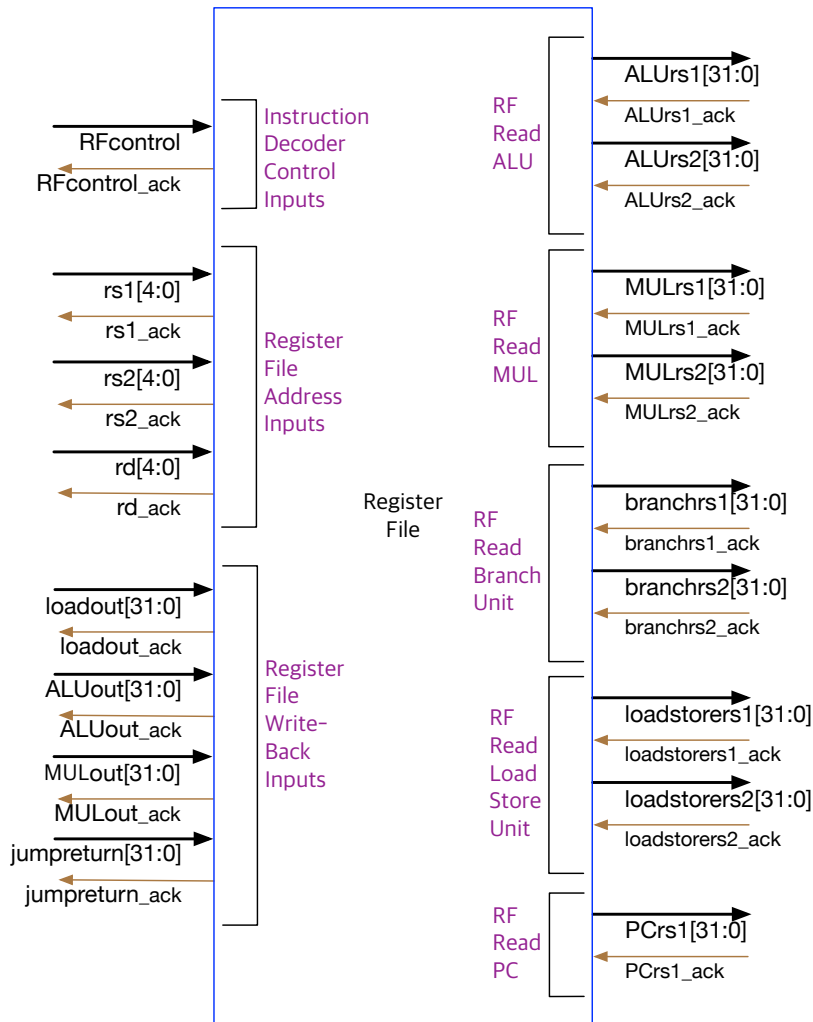 RFcontrol
RFcontrol_ack
Instruction
Decoder
Control
Inputs
rs1[4:0]
rs1_ack
rs2[4:0]
rs2_ack
rd[4:0]
rd_ack
Register
File
Address
Inputs
loadout[31:0]
loadout_ack
ALUout[31:0]
ALUout_ack
MULout[31:0]
MULout_ack
jumpreturn[31:0]
jumpreturn_ack
Register
File
Write-
Back
Inputs
Register
File
RF
Read
ALU
ALUrs1[31:0]
ALUrs1_ack
ALUrs2[31:0]
ALUrs2_ack
RF
Read
MUL
MULrs1[31:0]
MULrs1_ack
MULrs2[31:0]
MULrs2_ack
RF
Read
Branch
Unit
branchrs1[31:0]
branchrs1_ack
branchrs2[31:0]
branchrs2_ack
RF
Read
Load
Store
Unit
loadstorers1[31:0]
loadstorers1_ack
loadstorers2[31:0]
loadstorers2_ack
RF
Read
PC
PCrs1[31:0]
PCrs1_ack